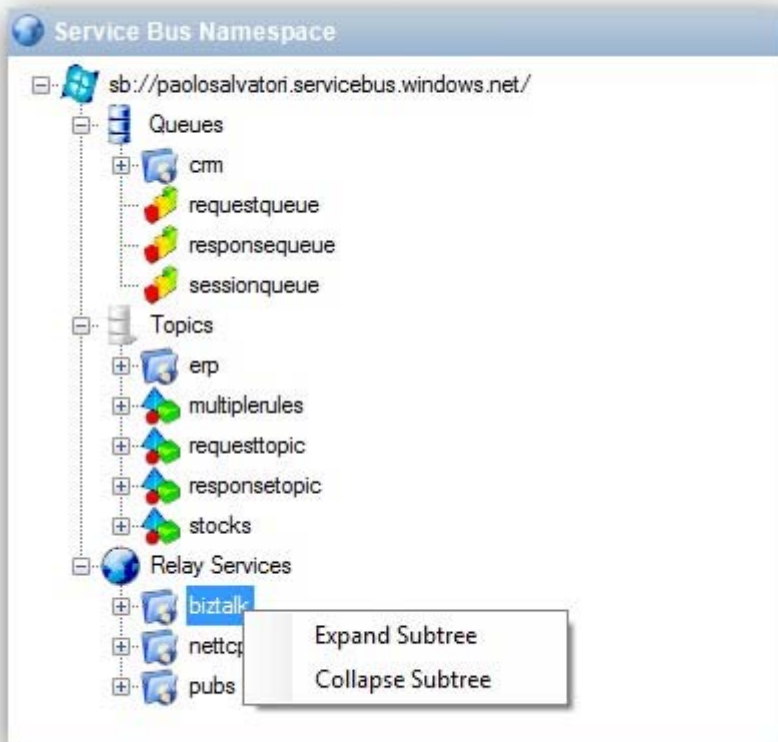 Service Bus Namespace
sb://paolosalvatori.servicebus.windows.net/
Queues
crm
requestqueue
responsequeue
sessionqueue
Topics
erp
multiplerules
requesttopic
responsetopic
stocks
Relay Services
biztalk
Expand Subtree
nettcp
Collapse Subtree
pubs